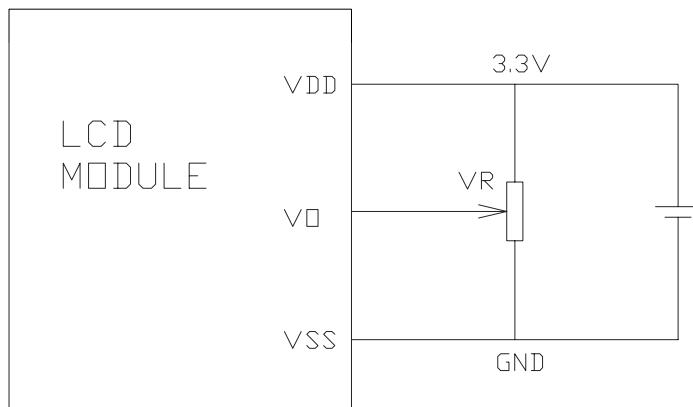 3.3V
VDD
LCD
MODULE
VR
VO
VSS
GND